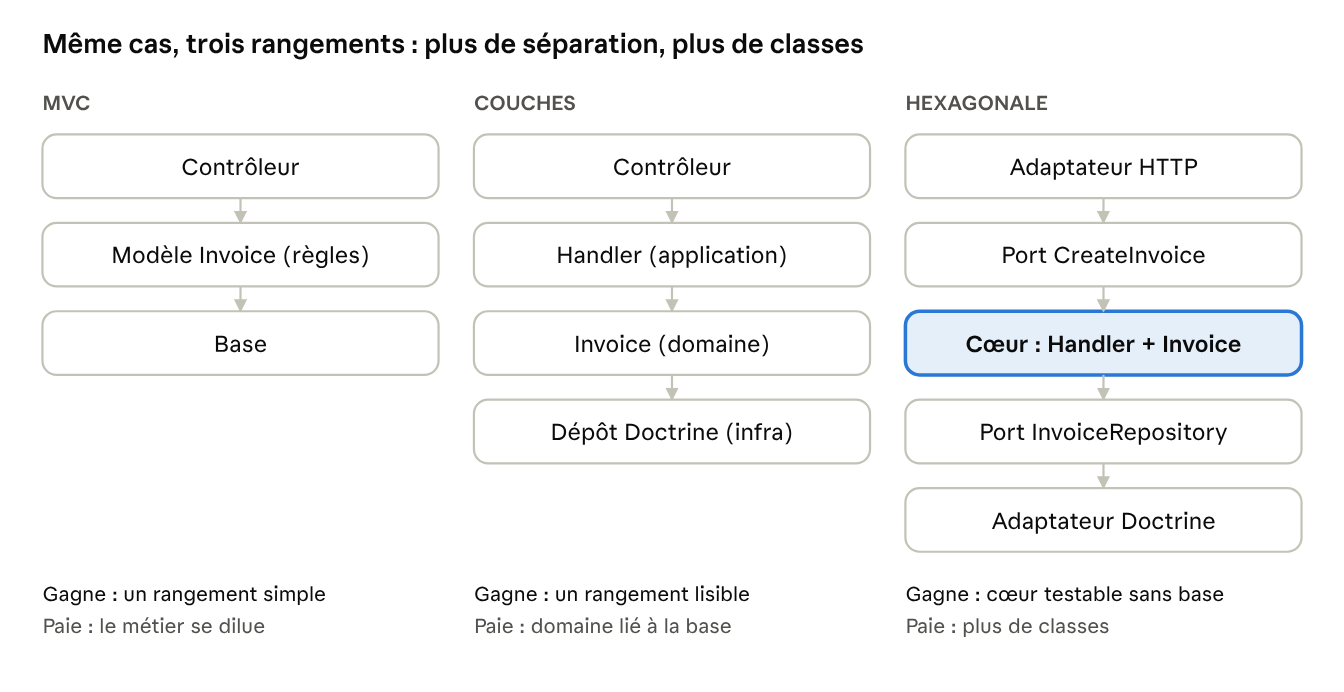 Même cas, trois rangements : plus de séparation, plus de classes
MVC
Contrôleur
Modèle Invoice (règles)
Base
Gagne : un rangement simple
Paie : le métier se dilue
COUCHES
Contrôleur
Handler (application)
Invoice (domaine)
Dépôt Doctrine (infra)
Gagne : un rangement lisible
Paie : domaine lié à la base
HEXAGONALE
Adaptateur HTTP
Port CreateInvoice
Cœur : Handler + Invoice
Port InvoiceRepository
Adaptateur Doctrine
Gagne : cœur testable sans base
Paie : plus de classes